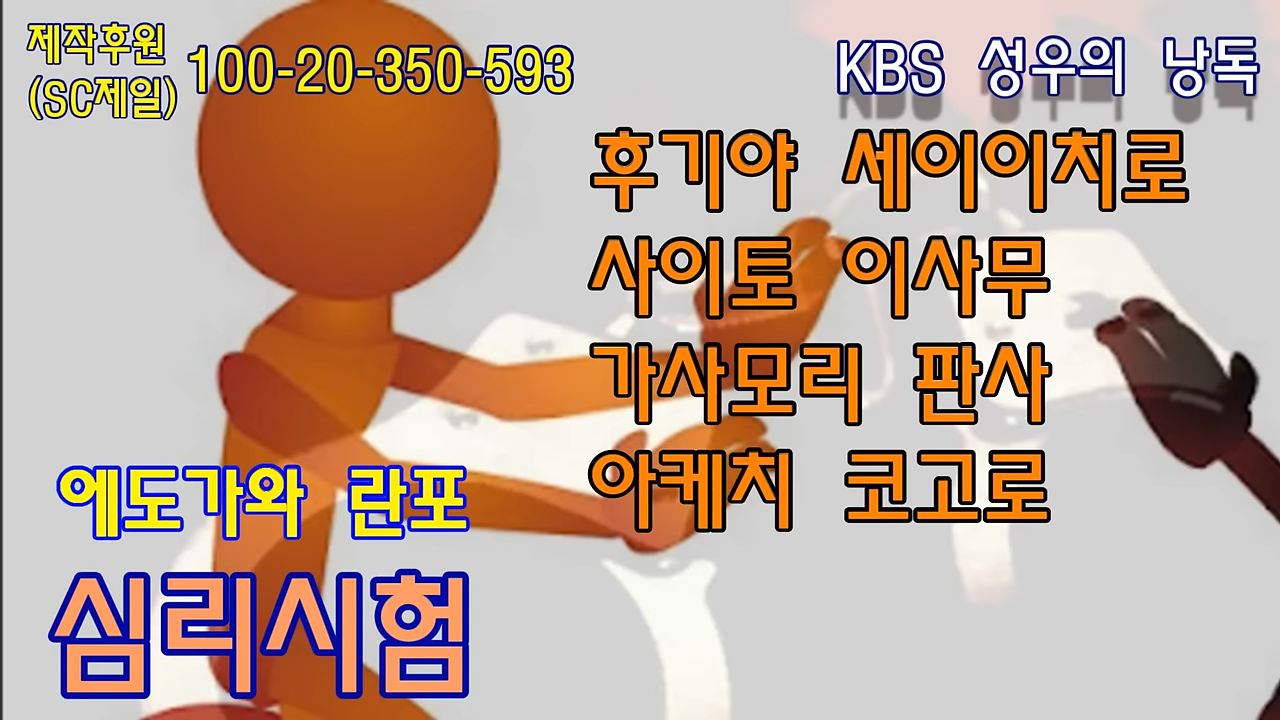 제작후원
(SC제일)
100-20-350-593
KBS 성우의 낭독
후기야 세이이치로
사이토 이사무
가사모리 판사
아케치 코고로
에도가와 란포
심리시험